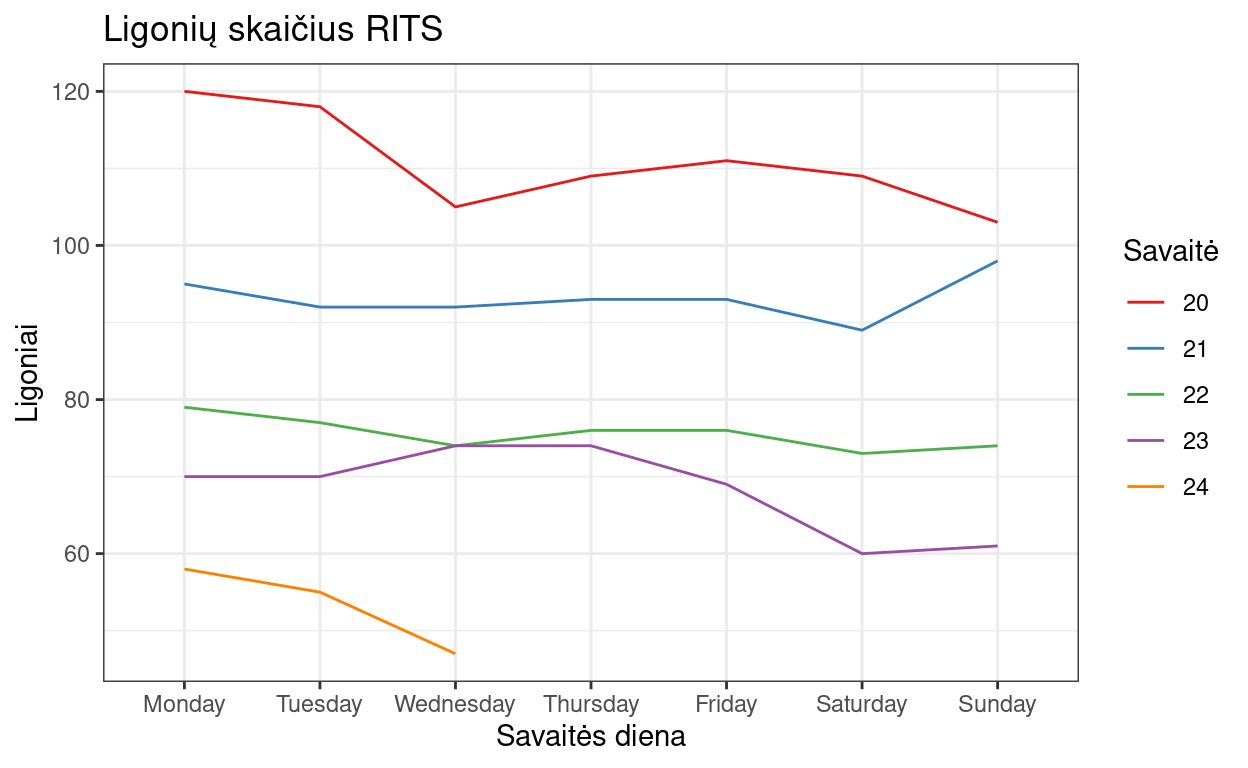 Ligonių skaičius RITS
120
100
80
60
Ligoniai
Monday Tuesday Wednesday Thursday Friday Saturday Sunday
Savaitės diena
Savaitė
20
21
22
23
24